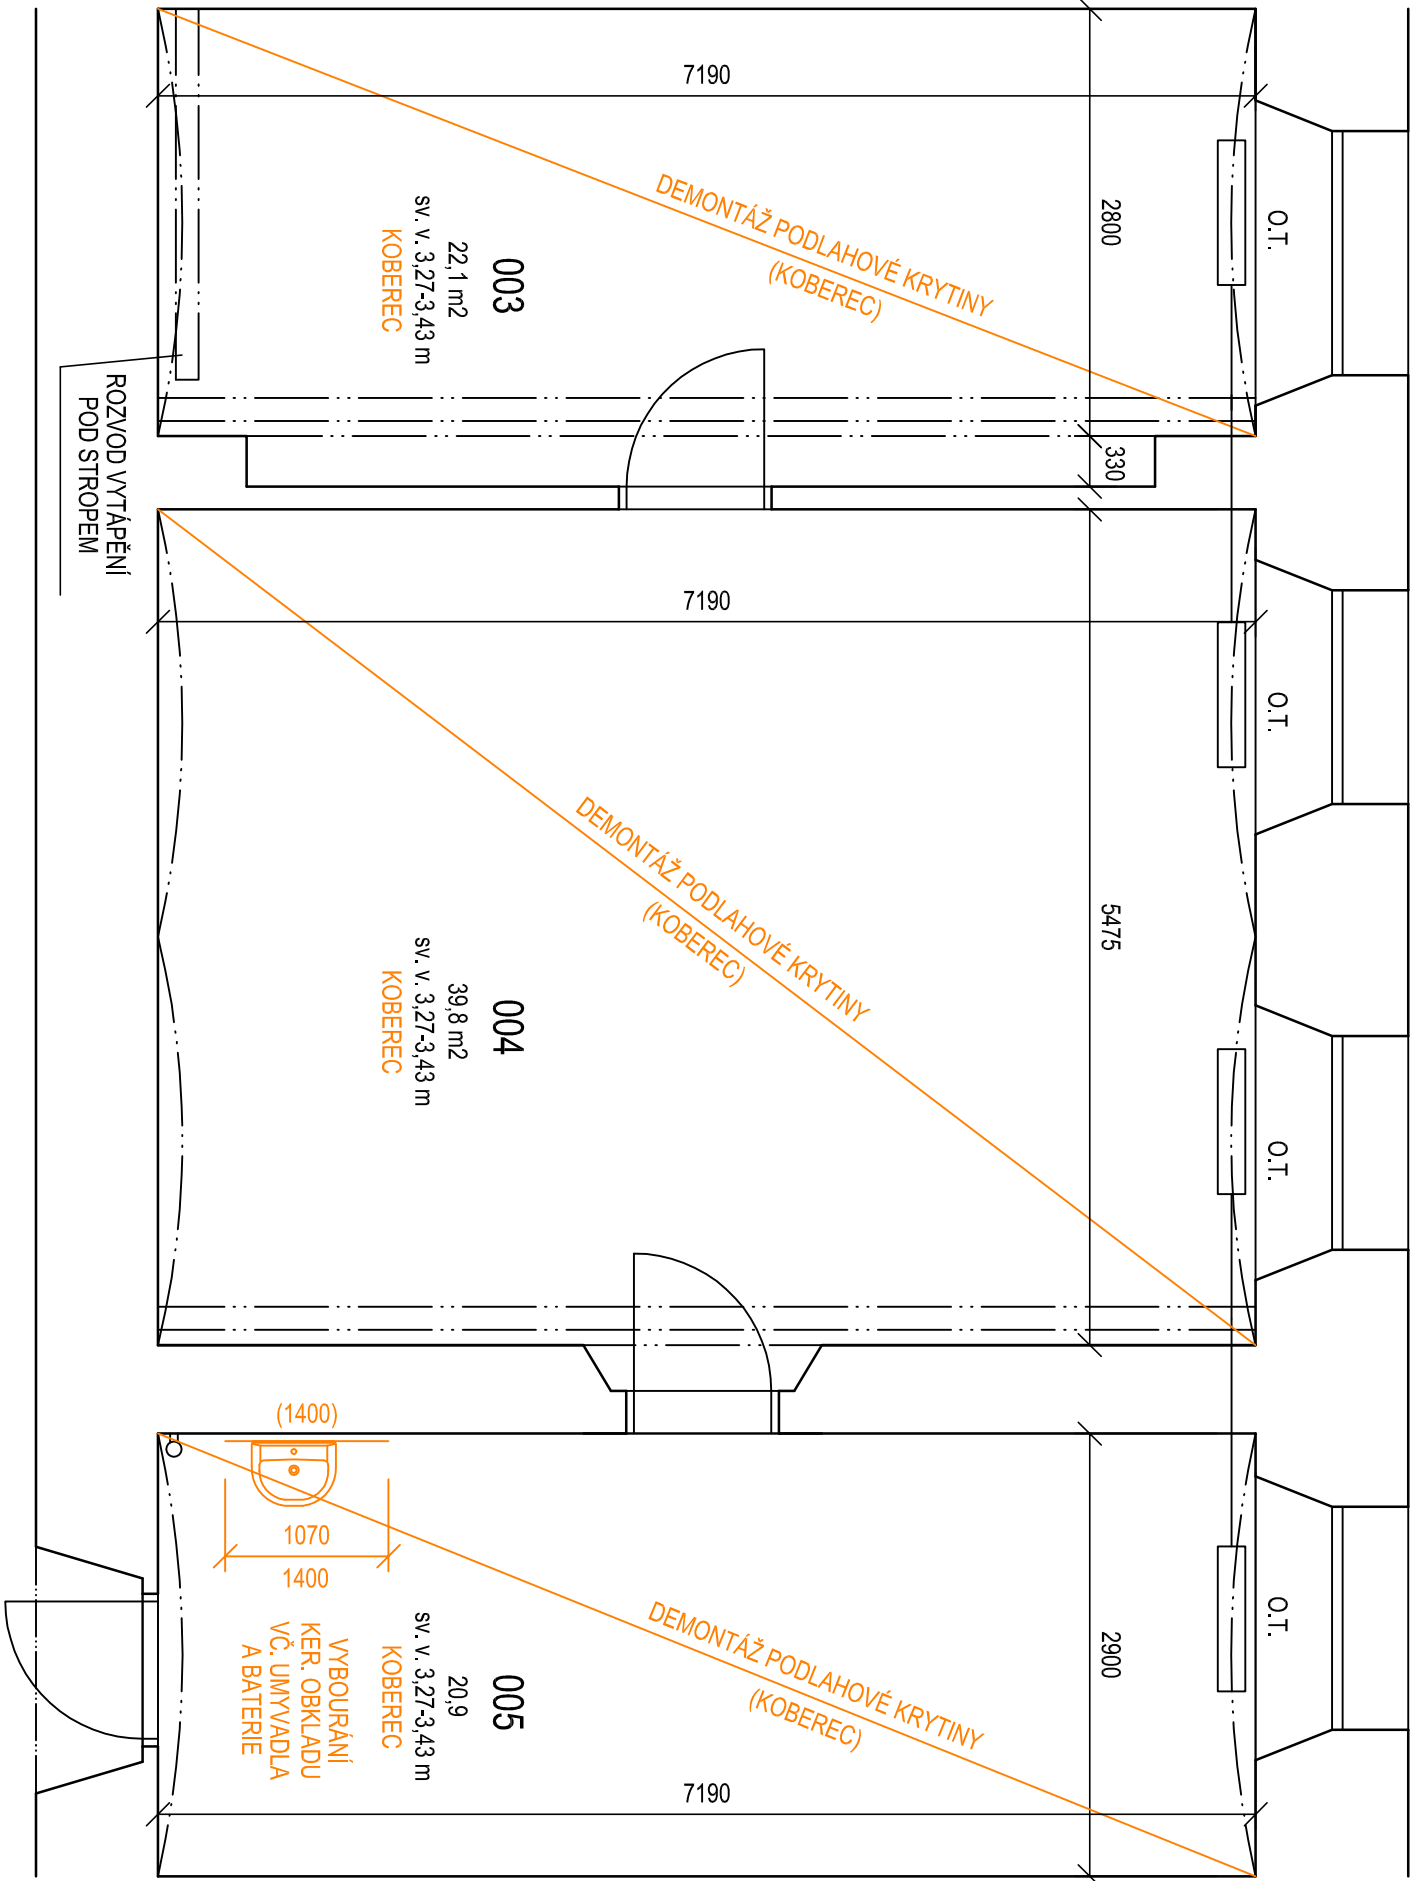 7190
DEMONTÁŽ PODLAHOVÉ KRYTINY
(KOBEREC)
2800
O.T.
003
22,1 m2
sv. v. 3,27-3,43 m
KOBEREC
330
ROZVOD VYTÁPĚNÍ
POD STROPEM
7190
O.T.
DEMONTÁŽ PODLAHOVÉ KRYTINY
(KOBEREC)
5475
004
39,8 m2
sv. v. 3,27-3,43 m
KOBEREC
O.T.
(1400)
1070
1400
VYBOURÁNÍ
KER. OBKLADU
VČ. UMYVADLA
A BATERIE
005
20,9
sv. v. 3,27-3,43 m
KOBEREC
DEMONTÁŽ PODLAHOVÉ KRYTINY
(KOBEREC)
2900
O.T.
7190